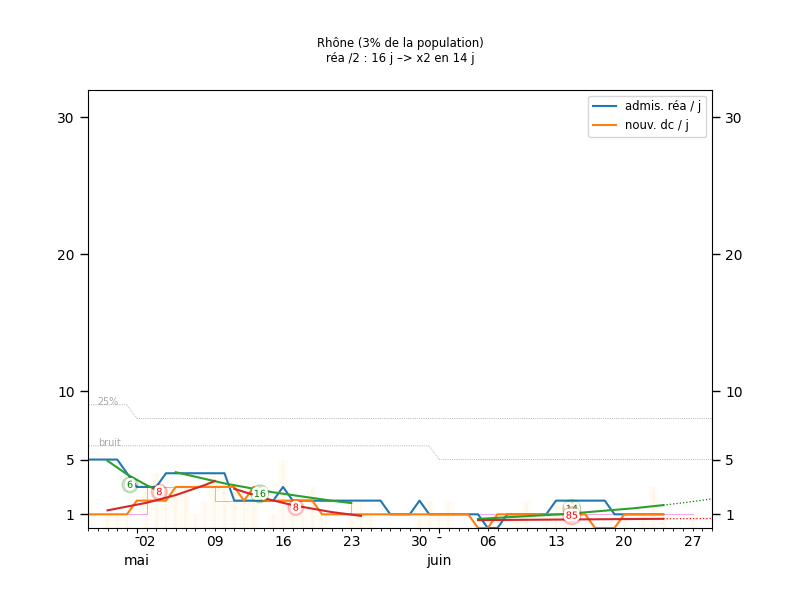 Rhône (3% de la population)
réa /2 : 16 j –> x2 en 14 j
admis. réa / j
nouv. dc / j
30 30
20 20
10 10
25%
bruit
5 5
6 8 16 8 85
1 1
02 09 16 23 30 06 13 20 27
mai juin